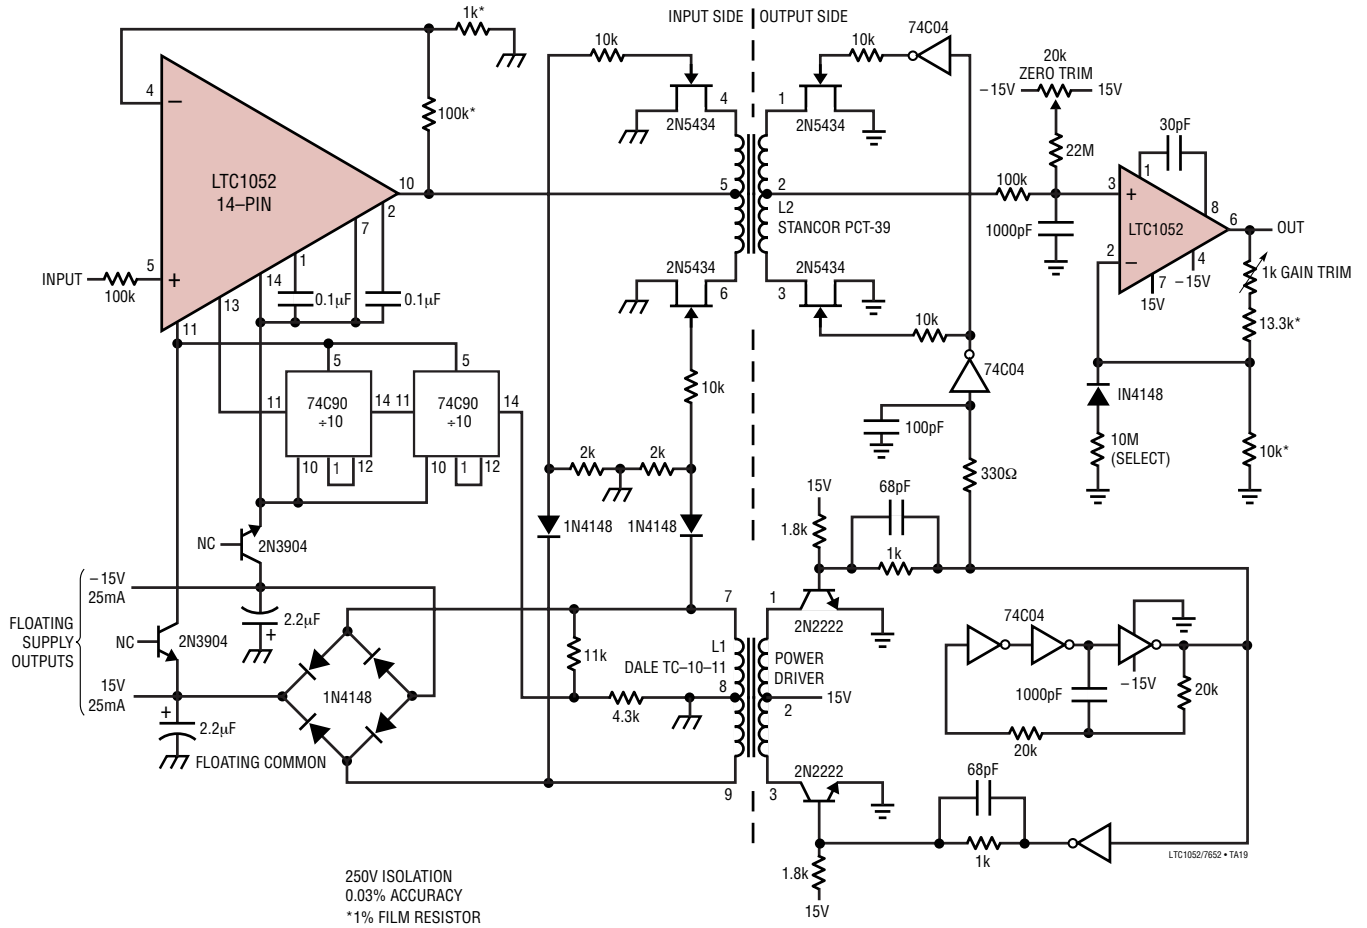 1k*
INPUT SIDE
OUTPUT SIDE
74C04
10k
10k
20k
ZERO TRIM
–15V
15V
4
–
100k*
4
1
2N5434
2N5434
22M
30pF
LTC1052
14–PIN
10
2
7
5
2
L2
STANCOR PCT-39
100k
1000pF
3
+
1
8
LTC1052
6
OUT
2
–
4
–15V
7
15V
1k GAIN TRIM
INPUT
100k
5
+
14
1
13
11
0.1µF
0.1µF
2N5434
2N5434
6
3
10k
13.3k*
5
5
74C04
10k
11
74C90
÷10
14
11
74C90
÷10
14
100pF
IN4148
10
1
12
10
1
12
2k
2k
10M
(SELECT)
10k*
330Ω
15V
68pF
1.8k
1k
NC
2N3904
1N4148
1N4148
–15V
25mA
7
1
2N2222
74C04
FLOATING
SUPPLY
OUTPUTS
NC
2N3904
2.2µF
+
11k
L1
DALE TC–10–11
POWER
DRIVER
–15V
15V
25mA
1N4148
8
15V
2
1000pF
20k
+
2.2µF
4.3k
20k
FLOATING COMMON
2N2222
68pF
9
3
1k
LTC1052/7652 • TA19
1.8k
15V
250V ISOLATION
0.03% ACCURACY
*1% FILM RESISTOR